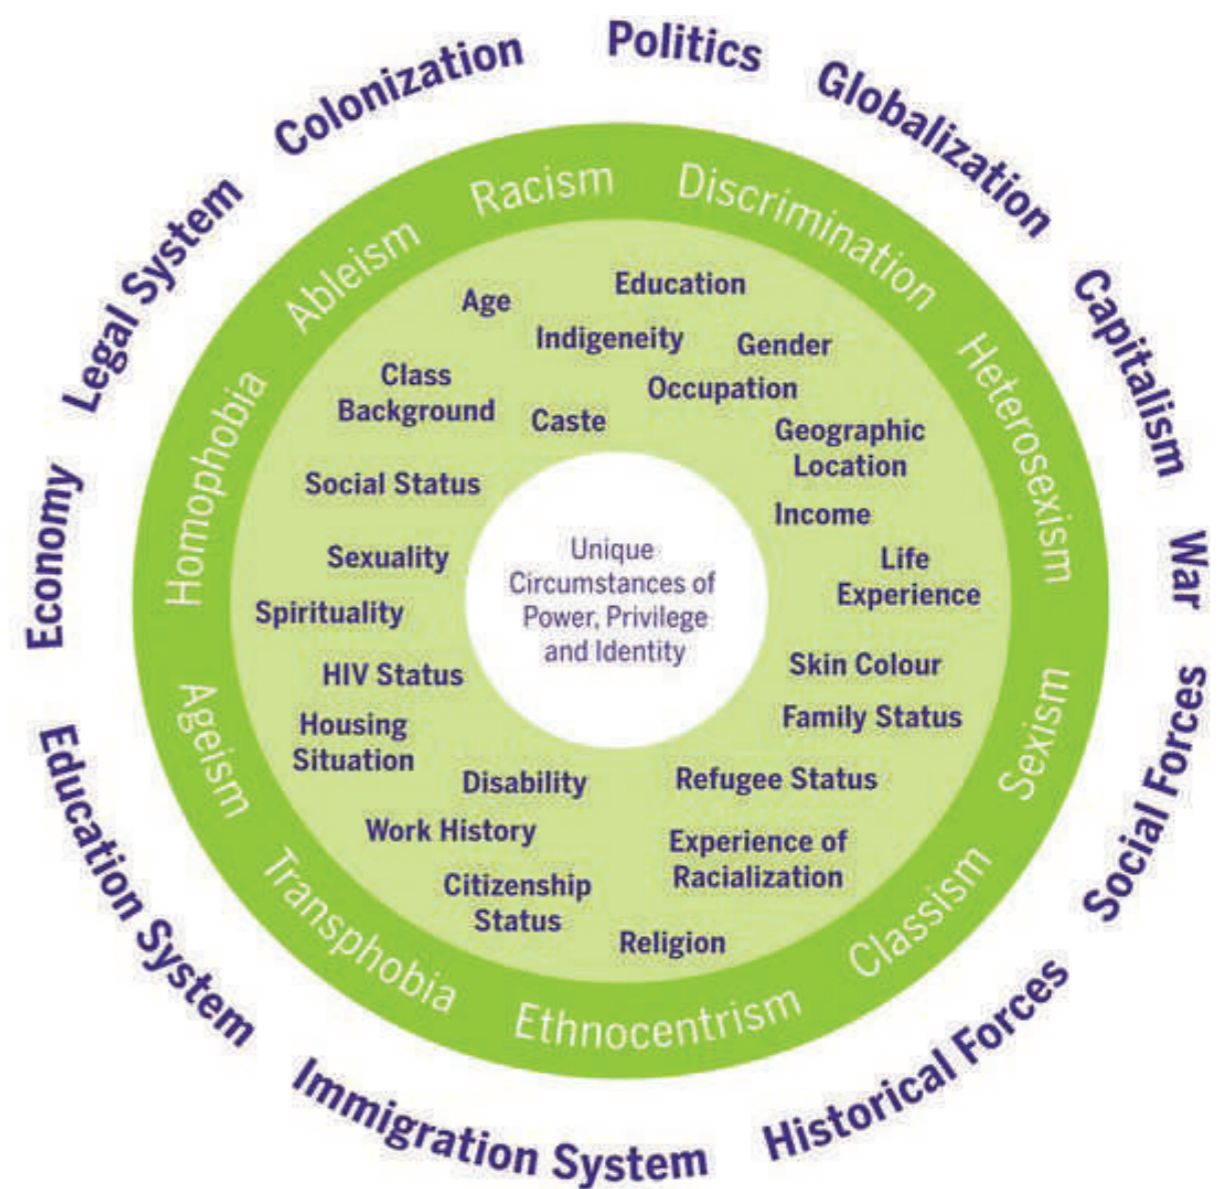 Politics
Globalization
Capitalism
War
Social Forces
Historical Forces
Immigration System
Education System
Economy
Legal System
Colonization
Racism
Discrimination
Heterosexism
Sexism
Classism
Ethnocentrism
Transphobia
Ageism
Homophobia
Ableism
Age
Education
Indigeneity
Gender
Class
Background
Occupation
Caste
Geographic
Location
Social Status
Income
Sexuality
Life
Experience
Spirituality
HIV Status
Skin Colour
Housing
Situation
Family Status
Disability
Refugee Status
Work History
Experience of
Racialization
Citizenship
Status
Religion
Unique
Circumstances of
Power, Privilege
and Identity